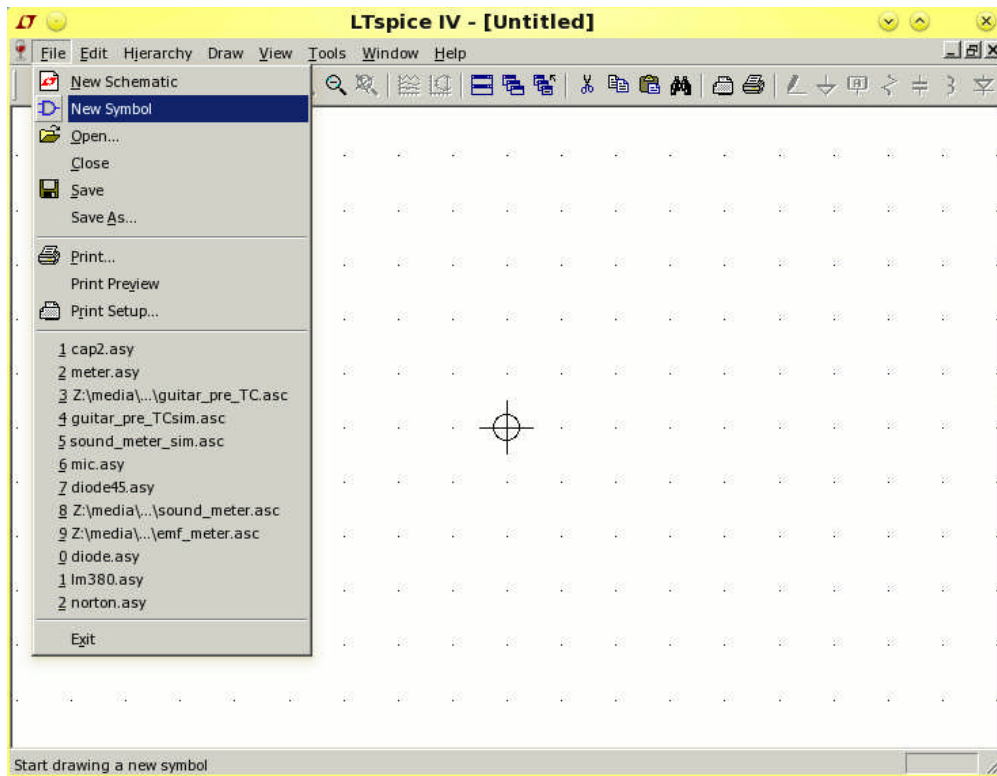 LTspice IV - [Untitled]
File Edit Hierarchy Draw View Tools Window Help
New Schematic
New Symbol
Open...
Close
Save
Save As...
Print...
Print Preview
Print Setup...
1 cap2.asy
2 meter.asy
3 Z:\media\...\guitar_pre_TC.asc
4 guitar_pre_TCsim.asc
5 sound_meter_sim.asc
6 mic.asy
7 diode45.asy
8 Z:\media\...\sound_meter.asc
9 Z:\media\...\emf_meter.asc
0 diode.asy
1 lm380.asy
2 norton.asy
Exit
Start drawing a new symbol